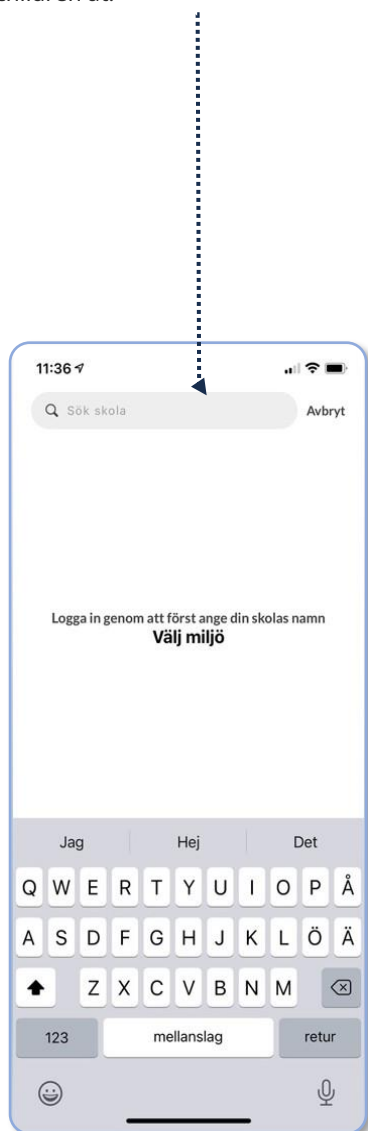 11:36
Sök skola
Avbryt
Logga in genom att först ange din skolas namn
Välj miljö
Jag Hej Det
Q W E R T Y U I O P Å
A S D F G H J K L Ö Ä
Z X C V B N M
123 mellanslag retur